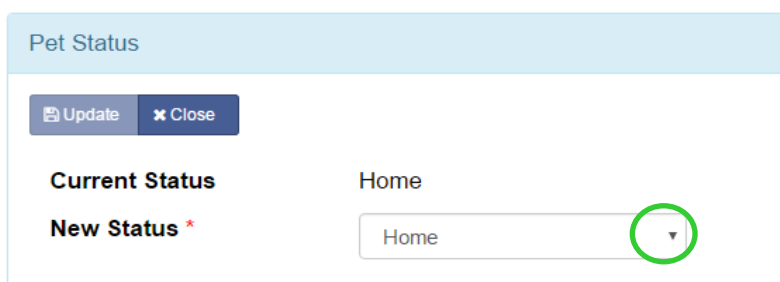 Pet Status
Update Close
Current Status Home
New Status * Home